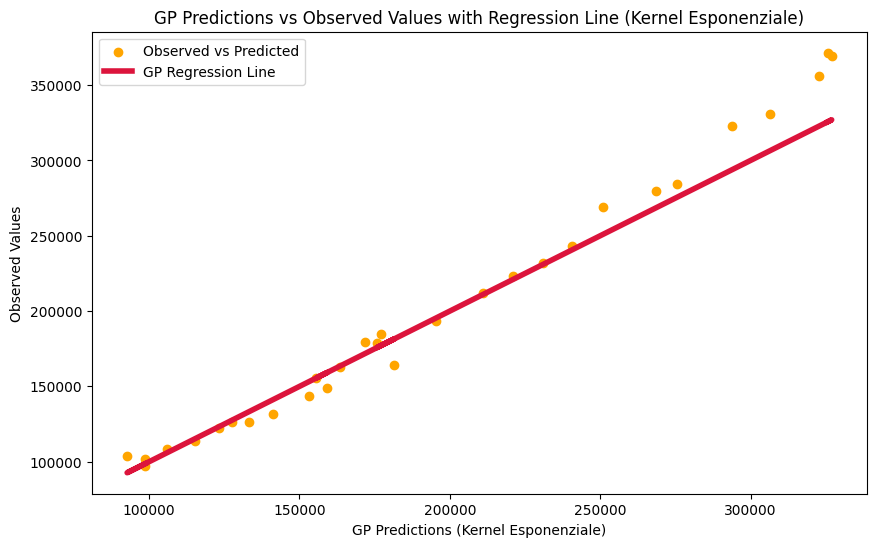 GP Predictions vs Observed Values with Regression Line (Kernel Esponenziale)
Observed vs Predicted
GP Regression Line
Observed Values
350000
300000
250000
200000
150000
100000
100000 150000 200000 250000 300000
GP Predictions (Kernel Esponenziale)